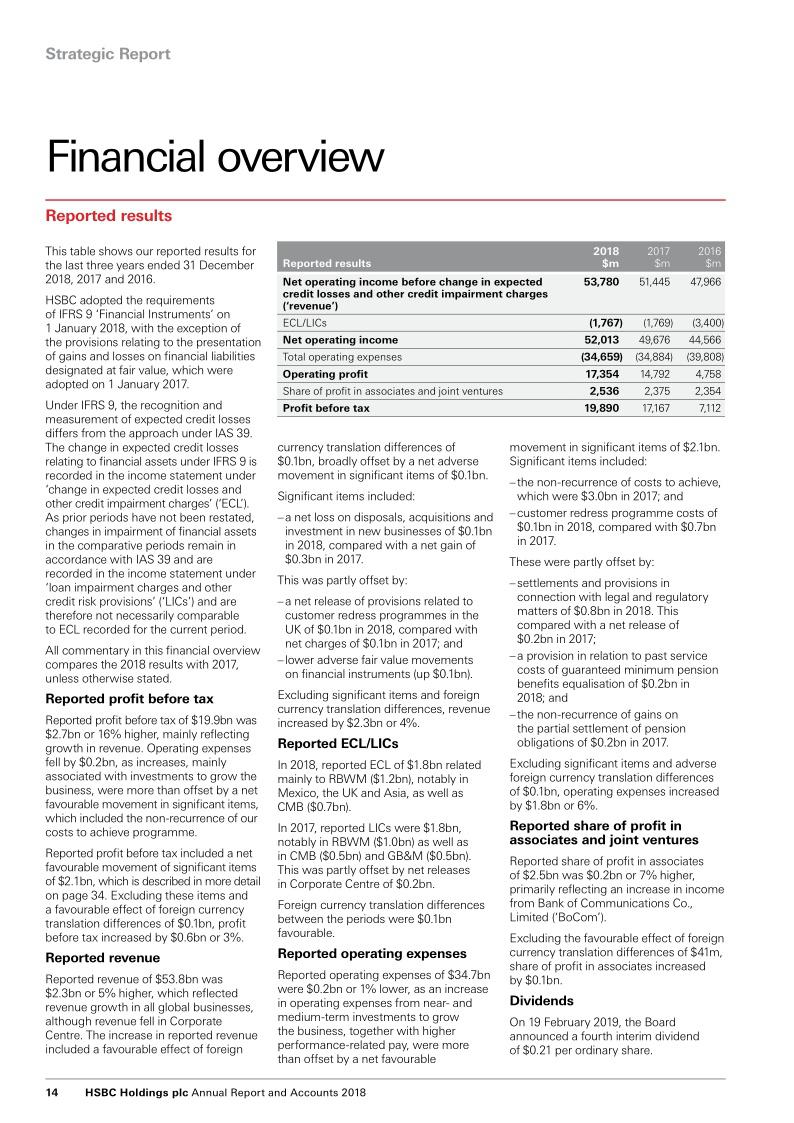 Strategic Report
Financial overview
Reported results
This table shows our reported results for
the last three years ended 31 December
2018, 2017 and 2016.
HSBC adopted the requirements
of IFRS 9 ‘Financial Instruments’ on
1 January 2018, with the exception of
the provisions relating to the presentation
of gains and losses on financial liabilities
designated at fair value, which were
adopted on 1 January 2017.
Under IFRS 9, the recognition and
measurement of expected credit losses
differs from the approach under IAS 39.
The change in expected credit losses
relating to financial assets under IFRS 9 is
recorded in the income statement under
‘change in expected credit losses and
other credit impairment charges’ (‘ECL’).
As prior periods have not been restated,
changes in impairment of financial assets
in the comparative periods remain in
accordance with IAS 39 and are
recorded in the income statement under
‘loan impairment charges and other
credit risk provisions’ (‘LICs’) and are
therefore not necessarily comparable
to ECL recorded for the current period.
All commentary in this financial overview
compares the 2018 results with 2017,
unless otherwise stated.
Reported profit before tax
Reported profit before tax of $19.9bn was
$2.7bn or 16% higher, mainly reflecting
growth in revenue. Operating expenses
fell by $0.2bn, as increases, mainly
associated with investments to grow the
business, were more than offset by a net
favourable movement in significant items,
which included the non-recurrence of our
costs to achieve programme.
Reported profit before tax included a net
favourable movement of significant items
of $2.1bn, which is described in more detail
on page 34. Excluding these items and
a favourable effect of foreign currency
translation differences of $0.1bn, profit
before tax increased by $0.6bn or 3%.
Reported revenue
Reported revenue of $53.8bn was
$2.3bn or 5% higher, which reflected
revenue growth in all global businesses,
although revenue fell in Corporate
Centre. The increase in reported revenue
included a favourable effect of foreign
2018 2017 2016
Reported results $m $m $m
Net operating income before change in expected 53,780 51,445 47,966
credit losses and other credit impairment charges
(‘revenue’)
ECL/LICs (1,767) (1,769) (3,400)
Net operating income 52,013 49,676 44,566
Total operating expenses (34,659) (34,884) (39,808)
Operating profit 17,354 14,792 4,758
Share of profit in associates and joint ventures 2,536 2,375 2,354
Profit before tax 19,890 17,167 7,112
currency translation differences of
$0.1bn, broadly offset by a net adverse
movement in significant items of $0.1bn.
Significant items included:
– a net loss on disposals, acquisitions and
investment in new businesses of $0.1bn
in 2018, compared with a net gain of
$0.3bn in 2017.
This was partly offset by:
– a net release of provisions related to
customer redress programmes in the
UK of $0.1bn in 2018, compared with
net charges of $0.1bn in 2017; and
– lower adverse fair value movements
on financial instruments (up $0.1bn).
Excluding significant items and foreign
currency translation differences, revenue
increased by $2.3bn or 4%.
Reported ECL/LICs
In 2018, reported ECL of $1.8bn related
mainly to RBWM ($1.2bn), notably in
Mexico, the UK and Asia, as well as
CMB ($0.7bn).
In 2017, reported LICs were $1.8bn,
notably in RBWM ($1.0bn) as well as
in CMB ($0.5bn) and GB&M ($0.5bn).
This was partly offset by net releases
in Corporate Centre of $0.2bn.
Foreign currency translation differences
between the periods were $0.1bn
favourable.
Reported operating expenses
Reported operating expenses of $34.7bn
were $0.2bn or 1% lower, as an increase
in operating expenses from near- and
medium-term investments to grow
the business, together with higher
performance-related pay, were more
than offset by a net favourable
movement in significant items of $2.1bn.
Significant items included:
– the non-recurrence of costs to achieve,
which were $3.0bn in 2017; and
– customer redress programme costs of
$0.1bn in 2018, compared with $0.7bn
in 2017.
These were partly offset by:
– settlements and provisions in
connection with legal and regulatory
matters of $0.8bn in 2018. This
compared with a net release of
$0.2bn in 2017;
– a provision in relation to past service
costs of guaranteed minimum pension
benefits equalisation of $0.2bn in
2018; and
– the non-recurrence of gains on
the partial settlement of pension
obligations of $0.2bn in 2017.
Excluding significant items and adverse
foreign currency translation differences
of $0.1bn, operating expenses increased
by $1.8bn or 6%.
Reported share of profit in
associates and joint ventures
Reported share of profit in associates
of $2.5bn was $0.2bn or 7% higher,
primarily reflecting an increase in income
from Bank of Communications Co.,
Limited (‘BoCom’).
Excluding the favourable effect of foreign
currency translation differences of $41m,
share of profit in associates increased
by $0.1bn.
Dividends
On 19 February 2019, the Board
announced a fourth interim dividend
of $0.21 per ordinary share.
14 HSBC Holdings plc Annual Report and Accounts 2018